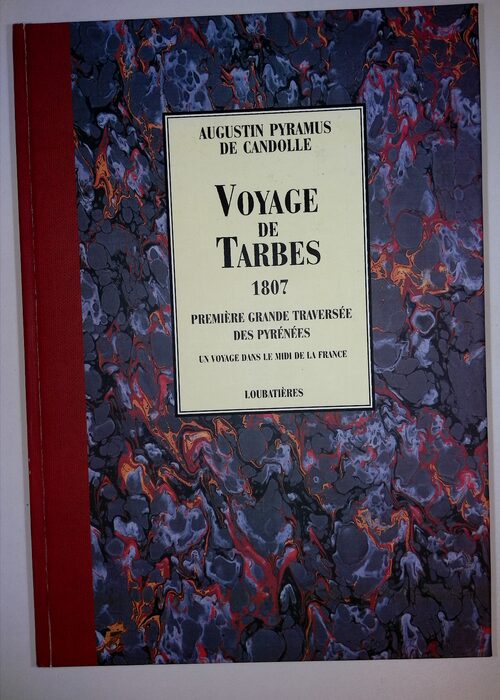 AUGUSTIN PYRAMUS
DE CANDOLLE
VOYAGE
DE
TARBES
1807
PREMIÈRE GRANDE TRAVERSÉE
DES PYRÉNÉES
UN VOYAGE DANS LE MIDI DE LA FRANCE
LOUBATIÈRES